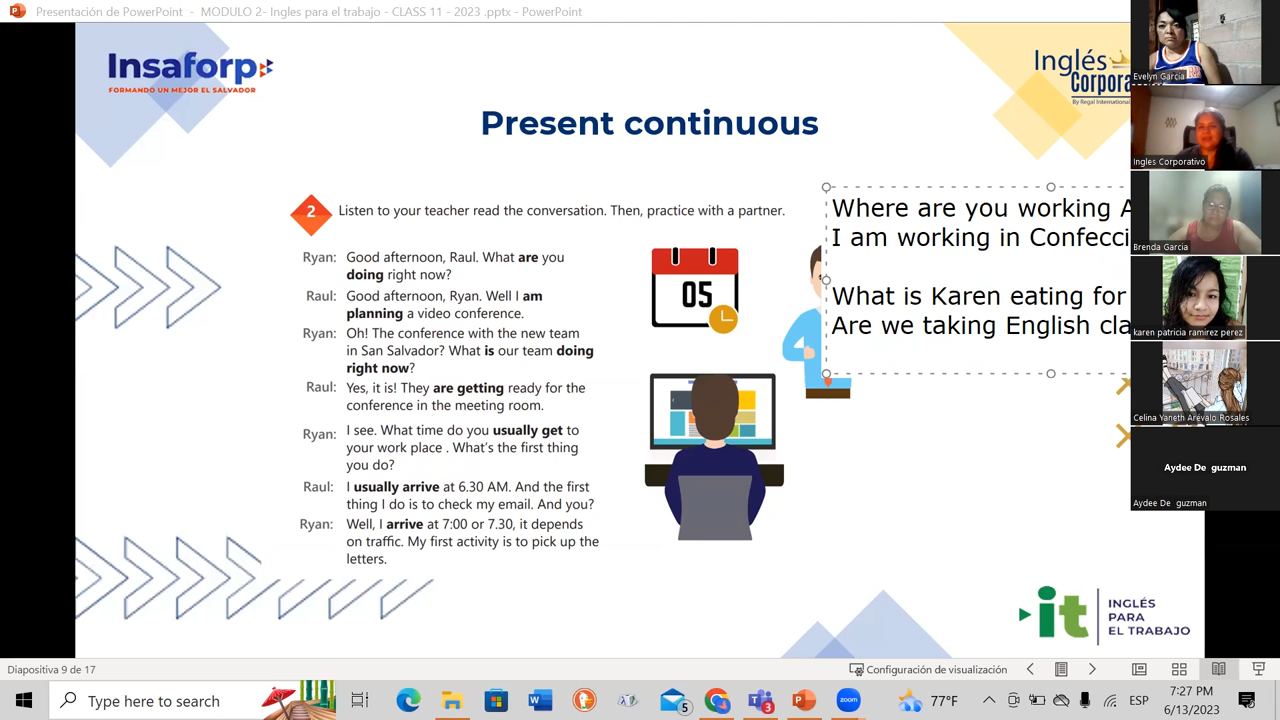 Presentación de PowerPoint - MODULO 2- Ingles para el trabajo - CLASS 11 - 2023 .pptx - PowerPoint
Insaforp
FORMANDO UN MEJOR EL SALVADOR
Inglés
By Regal International
Present continuous
2
Listen to your teacher read the conversation. Then, practice with a partner.
Ryan: Good afternoon, Raul. What are you
doing right now?
Raul: Good afternoon, Ryan. Well I am
planning a video conference.
Ryan: Oh! The conference with the new team
in San Salvador? What is our team doing
right now?
Raul: Yes, it is! They are getting ready for the
conference in the meeting room.
Ryan: I see. What time do you usually get to
your work place . What's the first thing
you do?
Raul: I usually arrive at 6.30 AM. And the first
thing I do is to check my email. And you?
Ryan: Well, I arrive at 7:00 or 7.30, it depends
on traffic. My first activity is to pick up the
letters.
05
Where are you working
I am working in
What is Karen eating for
Are we taking English
Evelyn García
Ingles Corporativo
Brenda Garcia
karen patricia ramirez perez
Celina Yaneth Arévalo Rosales
Aydee De guzman
Aydee De guzman
it
INGLÉS
PARA
EL TRABAJO
Diapositiva 9 de 17
Configuración de visualización
Type here to search
5
3
zoom
77°F
ESP
7:27 PM
6/13/2023